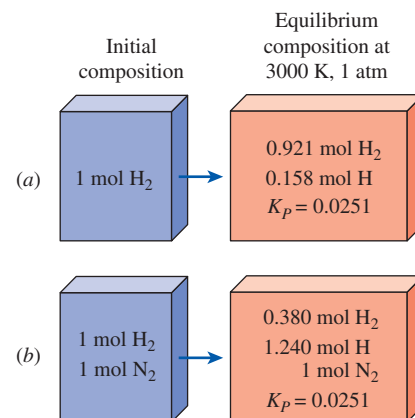 Initial
composition
Equilibrium
composition at
3000 K, 1 atm
(a)
1 mol H₂
0.921 mol H₂
0.158 mol H
K_P = 0.0251
(b)
1 mol H₂
1 mol N₂
0.380 mol H₂
1.240 mol H
1 mol N₂
K_P = 0.0251